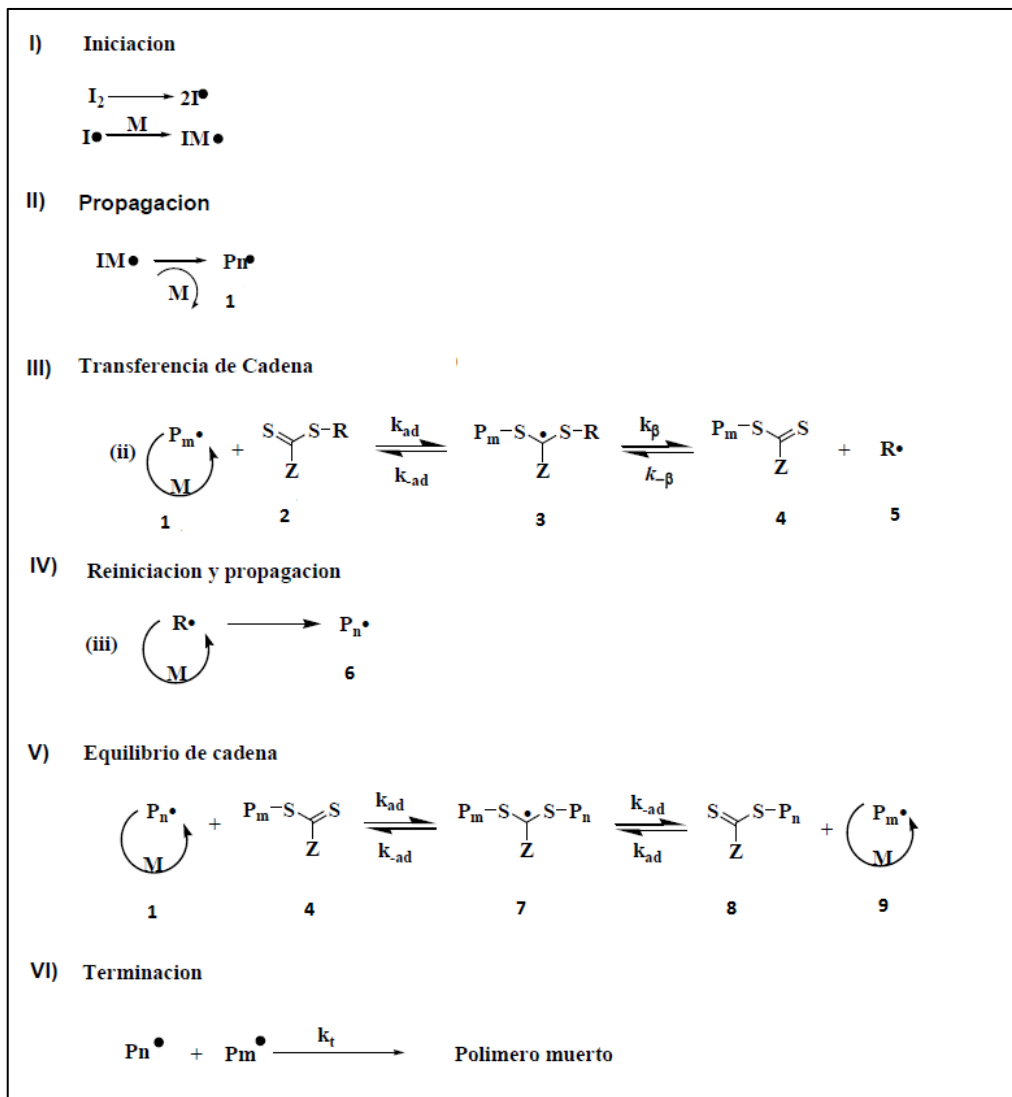 I) Iniciacion
I₂ → 2I•
I• M → IM•
II) Propagacion
IM• → Pn•
M 1
III) Transferencia de Cadena
(ii) Pm• M + S S-R Z kad k-ad Pm-S • S-R Z kβ k-β Pm-S S Z + R•
1 2 3 4 5
IV) Reiniciacion y propagacion
(iii) R• M → Pn•
6
V) Equilibrio de cadena
Pn• M + Pm-S S Z kad k-ad Pm-S • S-Pn Z k-ad kad S S-Pn Z + Pm• M
1 4 7 8 9
VI) Terminacion
Pn• + Pm• kt → Polimero muerto